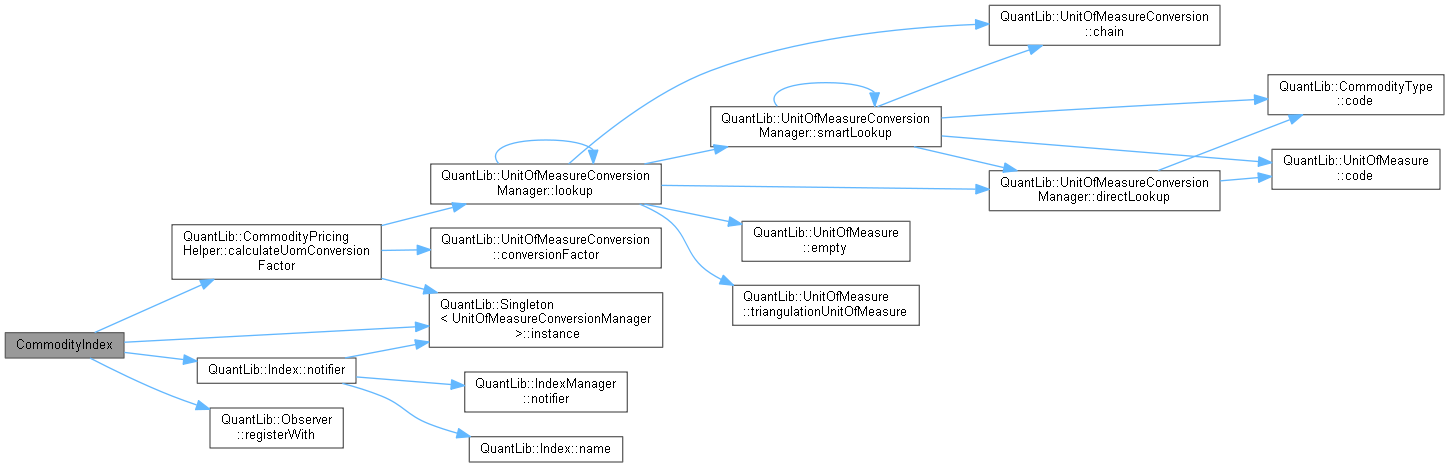 CommodityIndex
QuantLib::CommodityPricing
Helper::calculateUomConversion
Factor
QuantLib::UnitOfMeasureConversion
Manager::lookup
QuantLib::UnitOfMeasureConversion
::chain
QuantLib::UnitOfMeasureConversion
Manager::smartLookup
QuantLib::CommodityType
::code
QuantLib::UnitOfMeasure
::code
QuantLib::UnitOfMeasureConversion
Manager::directLookup
QuantLib::UnitOfMeasure
::empty
QuantLib::UnitOfMeasure
::triangulationUnitOfMeasure
QuantLib::UnitOfMeasureConversion
::conversionFactor
QuantLib::Singleton
< UnitOfMeasureConversionManager
>::instance
QuantLib::Index::notifier
QuantLib::IndexManager
::notifier
QuantLib::Index::name
QuantLib::Observer
::registerWith